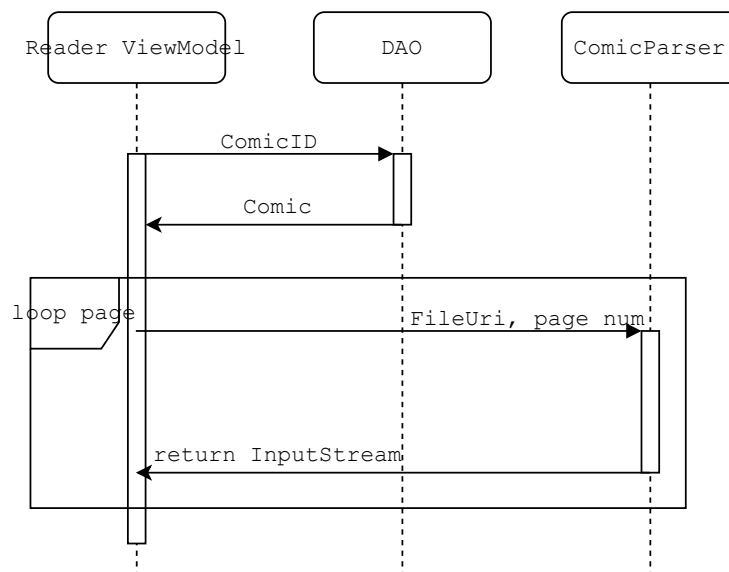 Reader ViewModel
DAO
ComicParser
ComicID
Comic
loop page
FileUri, page num
return InputStream